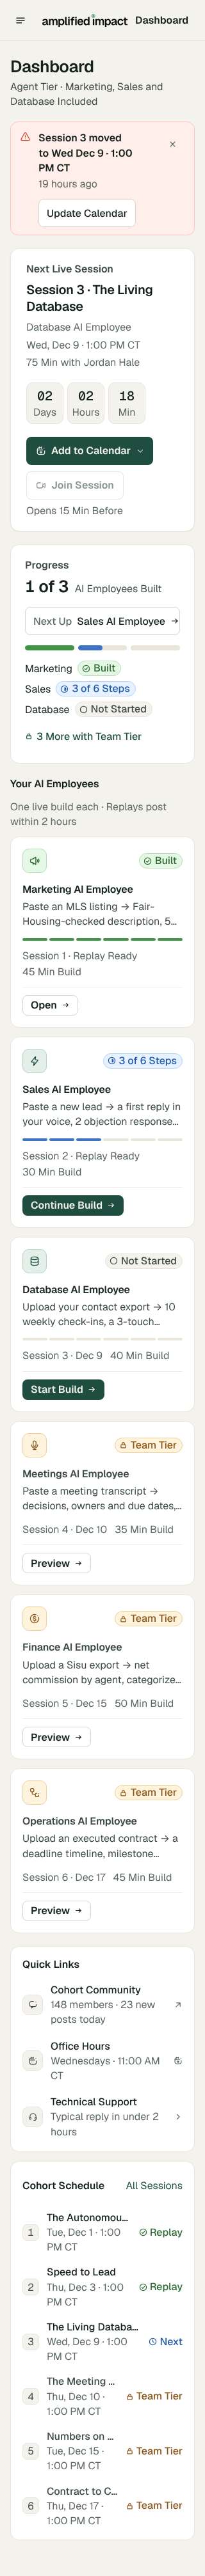 amplified impact
Dashboard
Dashboard
Agent Tier · Marketing, Sales and
Database Included
Session 3 moved
to Wed Dec 9 · 1:00
PM CT
19 hours ago
Update Calendar
Next Live Session
Session 3 · The Living
Database
Database AI Employee
Wed, Dec 9 · 1:00 PM CT
75 Min with Jordan Hale
02 02 18
Days Hours Min
Add to Calendar
Join Session
Opens 15 Min Before
Progress
1 of 3 AI Employees Built
Next Up Sales AI Employee →
Marketing Built
Sales 3 of 6 Steps
Database Not Started
3 More with Team Tier
Your AI Employees
One live build each · Replays post
within 2 hours
Built
Marketing AI Employee
Paste an MLS listing → Fair-
Housing-checked description, 5...
Session 1 · Replay Ready
45 Min Build
Open →
3 of 6 Steps
Sales AI Employee
Paste a new lead → a first reply in
your voice, 2 objection response...
Session 2 · Replay Ready
30 Min Build
Continue Build →
Not Started
Database AI Employee
Upload your contact export → 10
weekly check-ins, a 3-touch...
Session 3 · Dec 9 40 Min Build
Start Build →
Team Tier
Meetings AI Employee
Paste a meeting transcript →
decisions, owners and due dates,...
Session 4 · Dec 10 35 Min Build
Preview →
Team Tier
Finance AI Employee
Upload a Sisu export → net
commission by agent, categorize...
Session 5 · Dec 15 50 Min Build
Preview →
Team Tier
Operations AI Employee
Upload an executed contract → a
deadline timeline, milestone...
Session 6 · Dec 17 45 Min Build
Preview →
Quick Links
Cohort Community
148 members · 23 new
posts today
Office Hours
Wednesdays · 11:00 AM
CT
Technical Support
Typical reply in under 2
hours
Cohort Schedule All Sessions
The Autonomou...
1 Tue, Dec 1 · 1:00 Replay
PM CT
Speed to Lead
2 Thu, Dec 3 · 1:00 Replay
PM CT
The Living Databa...
3 Wed, Dec 9 · 1:00 Next
PM CT
The Meeting ...
4 Thu, Dec 10 · Team Tier
1:00 PM CT
Numbers on ...
5 Tue, Dec 15 · Team Tier
1:00 PM CT
Contract to C...
6 Thu, Dec 17 · Team Tier
1:00 PM CT